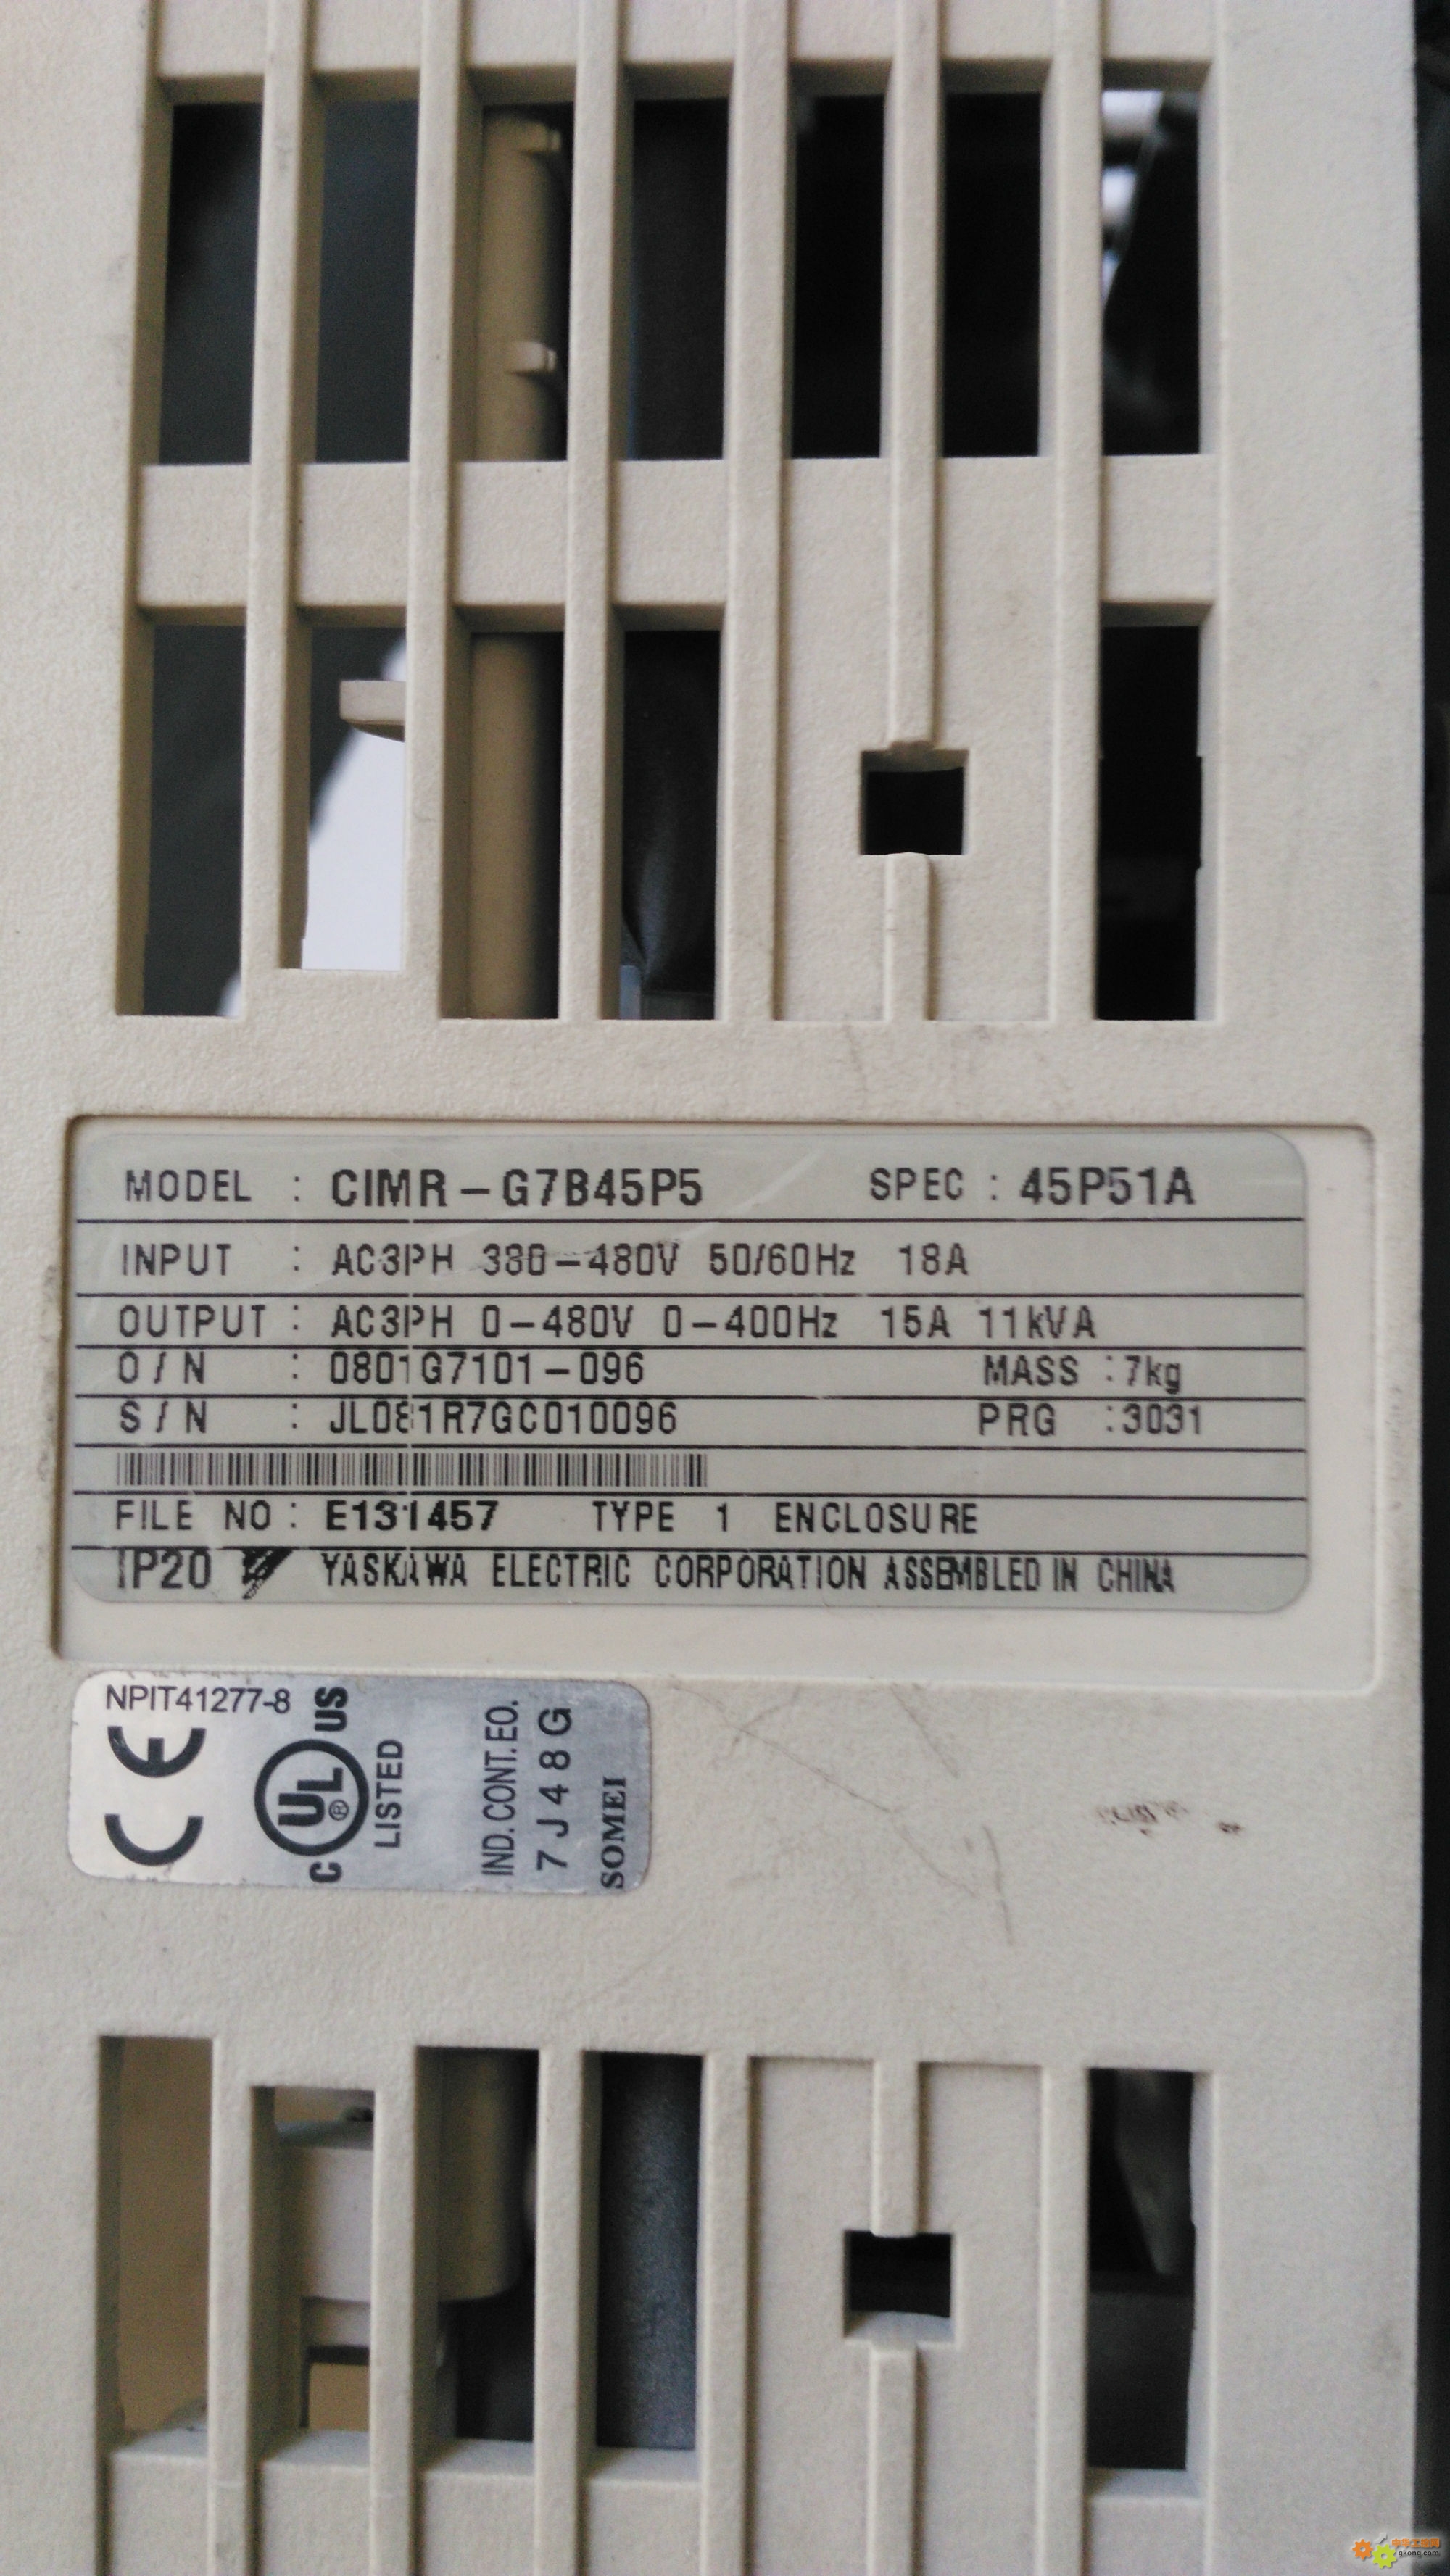 MODEL : CIMR-G7B45P5 SPEC : 45P51A
INPUT : AC3PH 380-480V 50/60Hz 18A
OUTPUT : AC3PH 0-480V 0-400Hz 15A 11kVA
O/N : 0801G7101-096 MASS :7kg
S/N : JL081R7GC010096 PRG :3031
FILE NO : E131457 TYPE 1 ENCLOSURE
IP20 YASKAWA ELECTRIC CORPORATION ASSEMBLED IN CHINA
NPIT41277-8
CE
C UL ® US
LISTED
IND. CONT. EQ.
7J48G
SOMEI
gkong.com